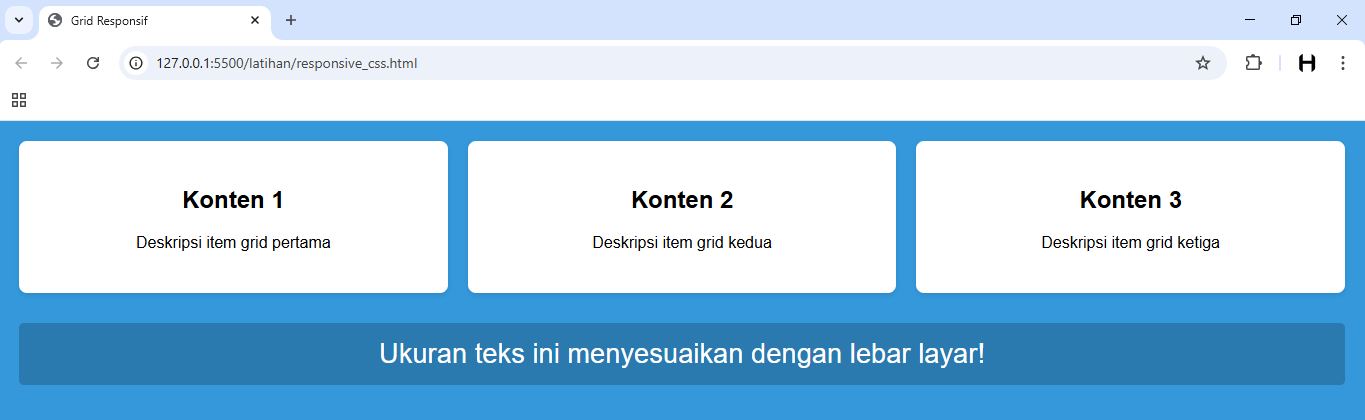 Grid Responsif
127.0.0.1:5500/latihan/responsive_css.html
Konten 1
Deskripsi item grid pertama
Konten 2
Deskripsi item grid kedua
Konten 3
Deskripsi item grid ketiga
Ukuran teks ini menyesuaikan dengan lebar layar!